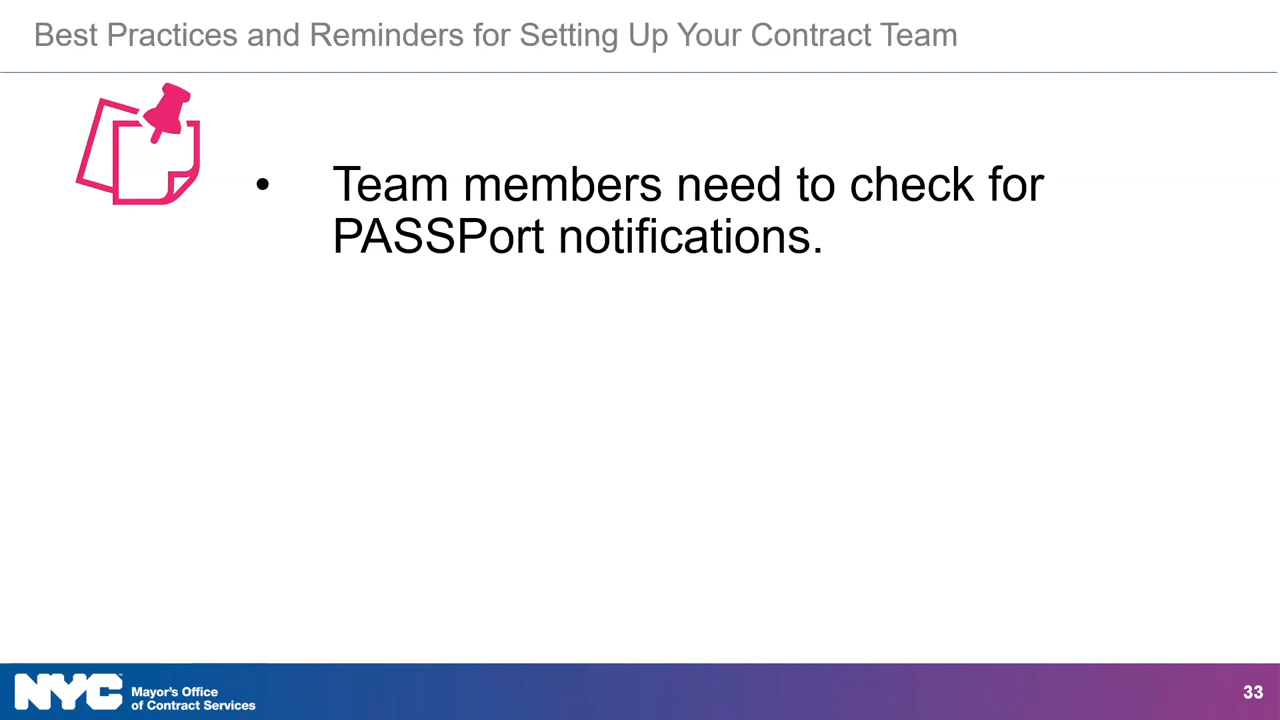 Best Practices and Reminders for Setting Up Your Contract Team
• Team members need to check for
PASSPort notifications.
NYC
Mayor's Office
of Contract Services
33